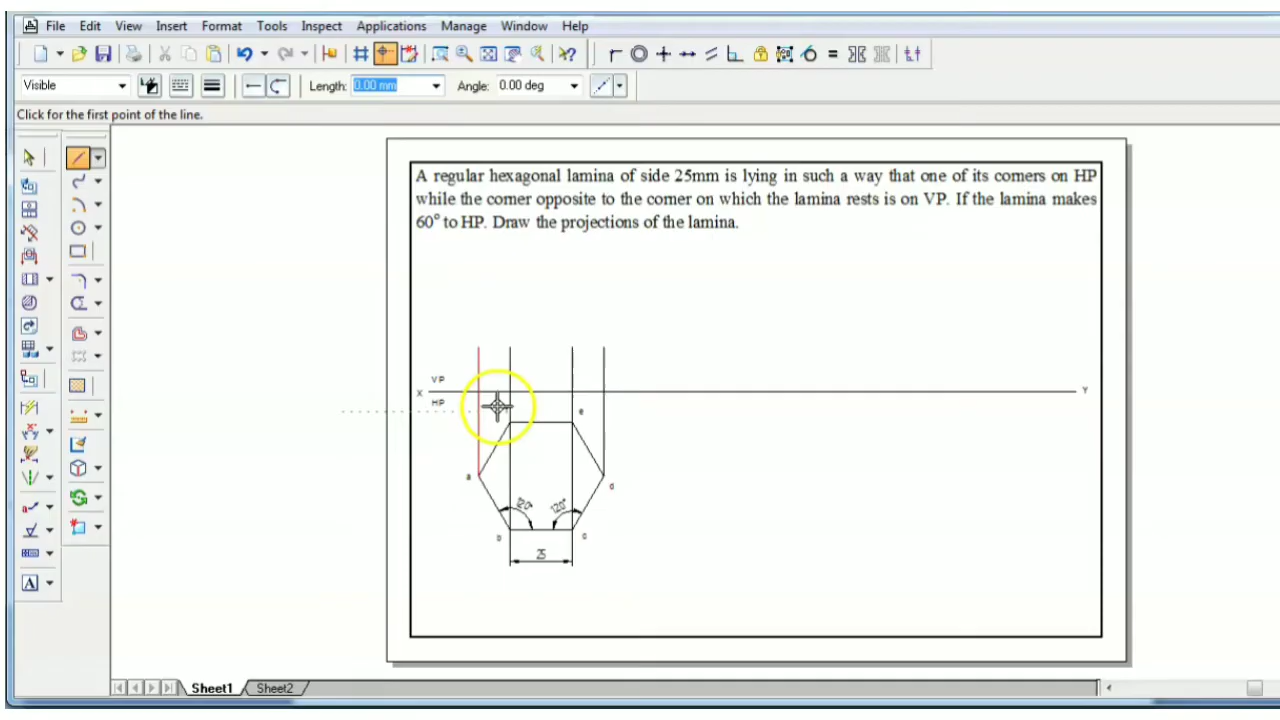 File Edit View Insert Format Tools Inspect Applications Manage Window Help
Visible Length: 0.00 mm Angle: 0.00 deg
Click for the first point of the line.
A regular hexagonal lamina of side 25mm is lying in such a way that one of its corners on HP
while the corner opposite to the corner on which the lamina rests is on VP. If the lamina makes
60° to HP. Draw the projections of the lamina.
VP
X Y
HP
e
a
d
120° 120°
b c
25
Sheet1 Sheet2